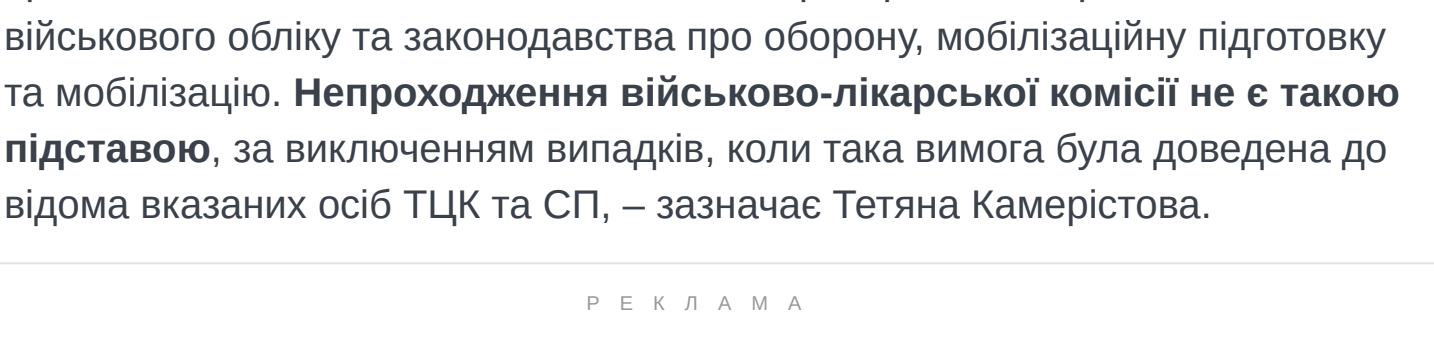 військового обліку та законодавства про оборону, мобілізаційну підготовку
та мобілізацію. Непроходження військово-лікарської комісії не є такою
підставою, за виключенням випадків, коли така вимога була доведена до
відома вказаних осіб ТЦК та СП, – зазначає Тетяна Камерістова.
РЕКЛАМА